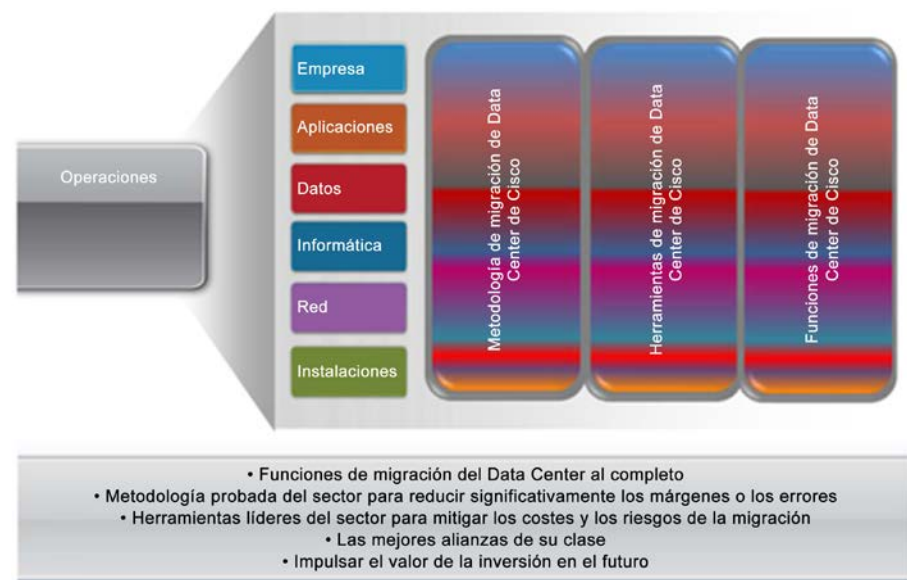 Operaciones
Empresa
Aplicaciones
Datos
Informática
Red
Instalaciones
Metodología de migración de Data
Center de Cisco
Herramientas de migración de Data
Center de Cisco
Funciones de migración de Data
Center de Cisco
• Funciones de migración del Data Center al completo
• Metodología probada del sector para reducir significativamente los márgenes o los errores
• Herramientas líderes del sector para mitigar los costes y los riesgos de la migración
• Las mejores alianzas de su clase
• Impulsar el valor de la inversión en el futuro